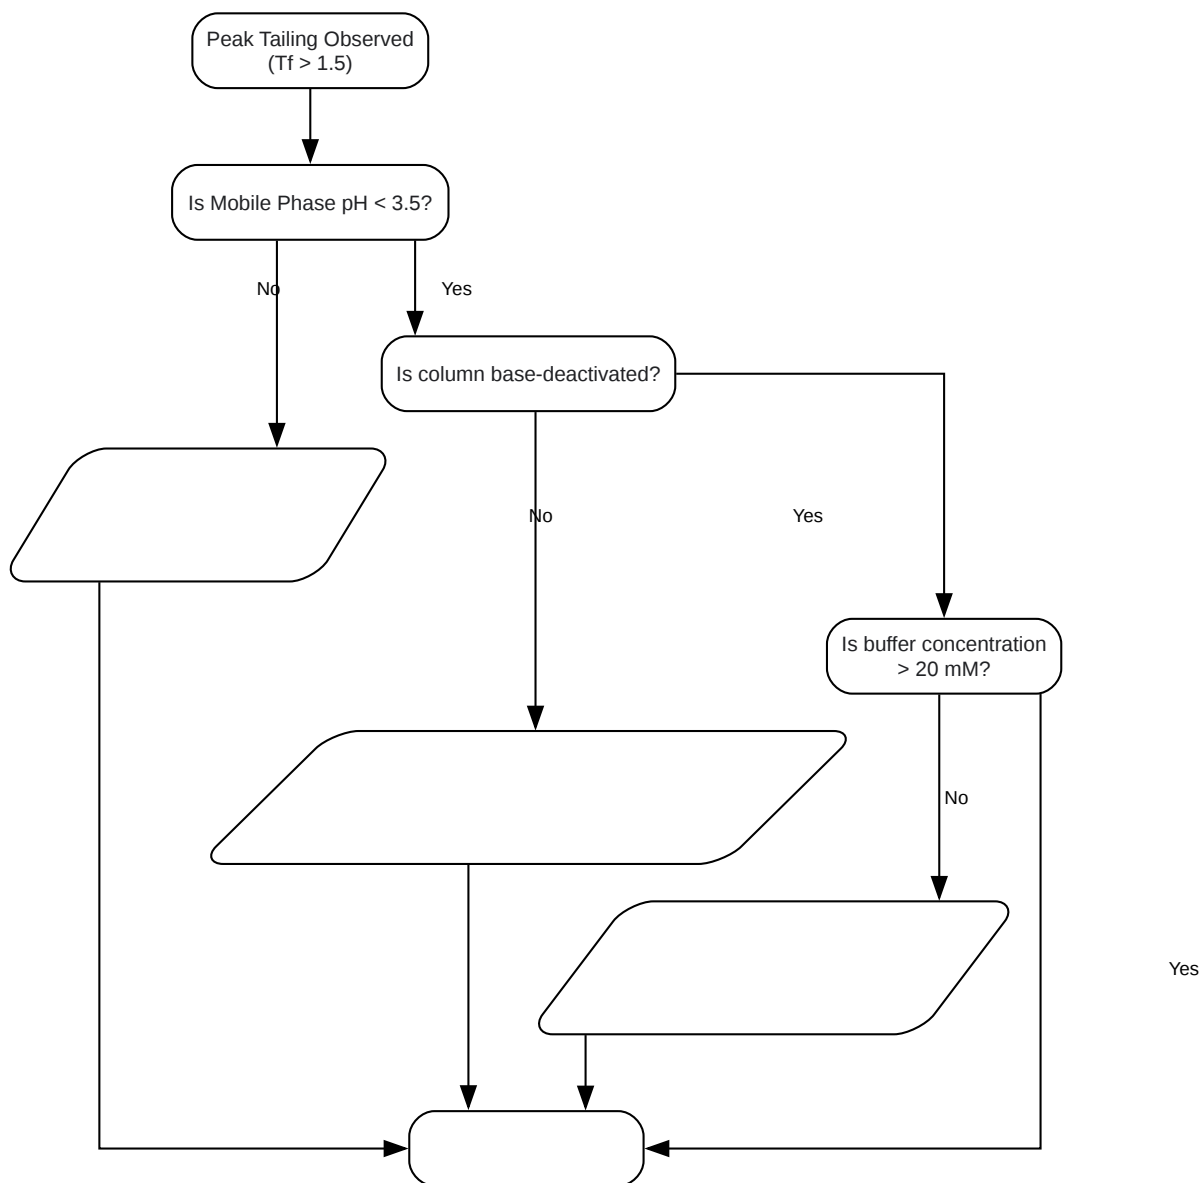 Peak Tailing Observed
(Tf > 1.5)
Is Mobile Phase pH < 3.5?
No
Yes
Is column base-deactivated?
No
Yes
Is buffer concentration
> 20 mM?
No
Yes